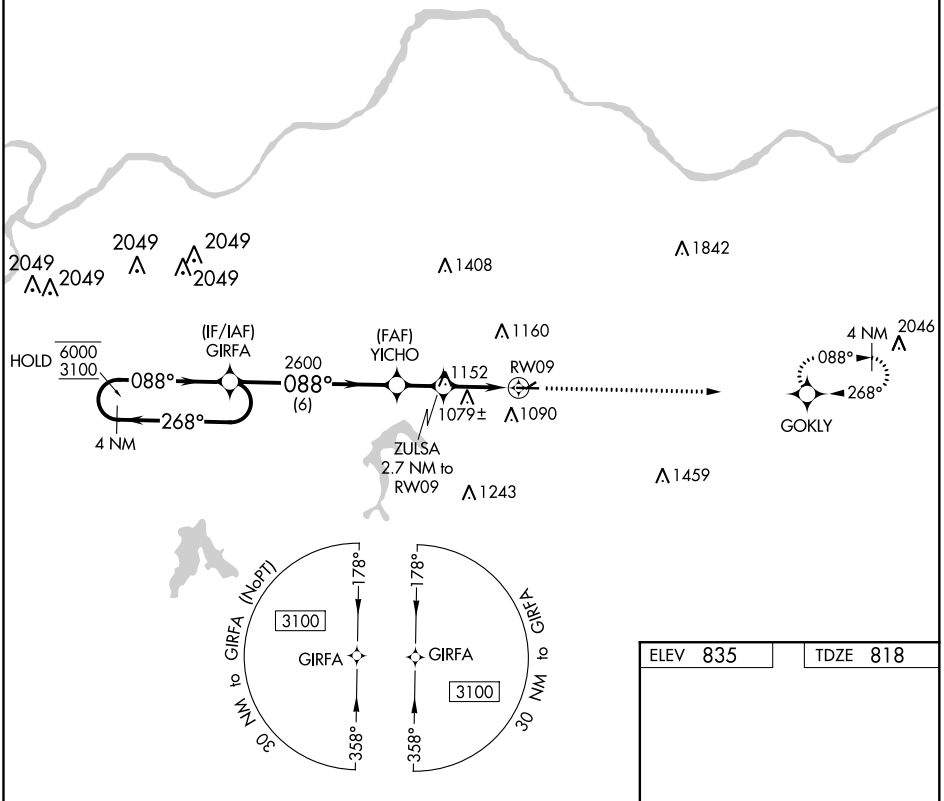 2049
2049
2049
2049
2049
1408
1842
(IF/IAF)
GIRFA
(FAF)
YICHO
1160
4 NM
2046
HOLD
6000
3100
088°
2600
088°
(6)
1152
RW09
088°
268°
268°
4 NM
1079±
1090
GOKLY
ZULSA
2.7 NM to
RW09
1243
1459
30 NM to GIRFA (NoPT)
178°
3100
GIRFA
358°
178°
GIRFA
3100
358°
30 NM to GIRFA
ELEV 835
TDZE 818